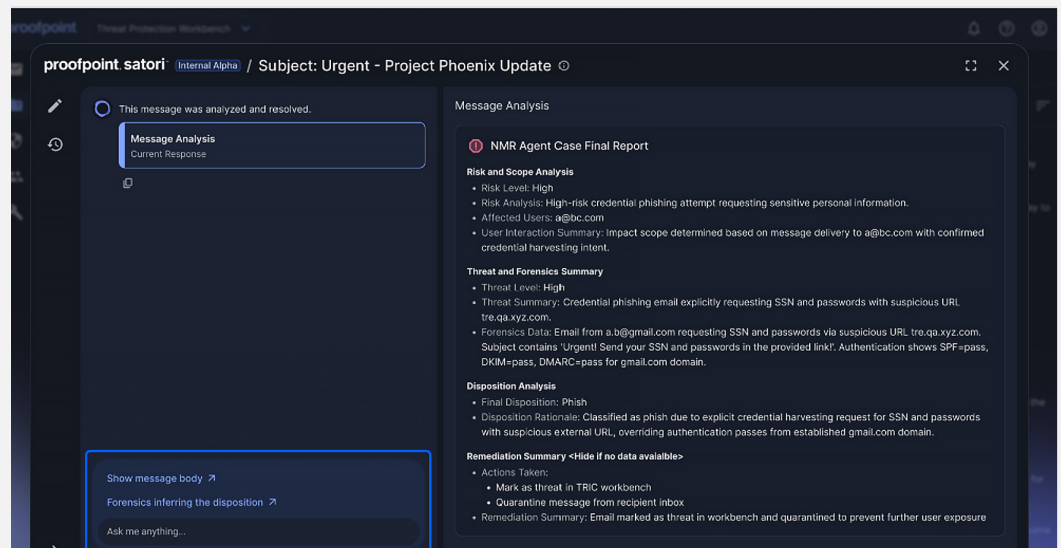 proofpoint
Threat Protection Workbench
proofpoint. satori Internal Alpha / Subject: Urgent - Project Phoenix Update
This message was analyzed and resolved.
Message Analysis
Current Response
Show message body
Forensics inferring the disposition
Ask me anything...
Message Analysis
NMR Agent Case Final Report
Risk and Scope Analysis
• Risk Level: High
• Risk Analysis: High-risk credential phishing attempt requesting sensitive personal information.
• Affected Users: a@bc.com
• User Interaction Summary: Impact scope determined based on message delivery to a@bc.com with confirmed
credential harvesting intent.
Threat and Forensics Summary
• Threat Level: High
• Threat Summary: Credential phishing email explicitly requesting SSN and passwords with suspicious URL
tre.qa.xyz.com.
• Forensics Data: Email from a.b@gmail.com requesting SSN and passwords via suspicious URL tre.qa.xyz.com.
Subject contains 'Urgent! Send your SSN and passwords in the provided link!'. Authentication shows SPF=pass,
DKIM=pass, DMARC=pass for gmail.com domain.
Disposition Analysis
• Final Disposition: Phish
• Disposition Rationale: Classified as phish due to explicit credential harvesting request for SSN and passwords
with suspicious external URL, overriding authentication passes from established gmail.com domain.
Remediation Summary <Hide if no data avaialbe>
• Actions Taken:
• Mark as threat in TRIC workbench
• Quarantine message from recipient inbox
• Remediation Summary: Email marked as threat in workbench and quarantined to prevent further user exposure